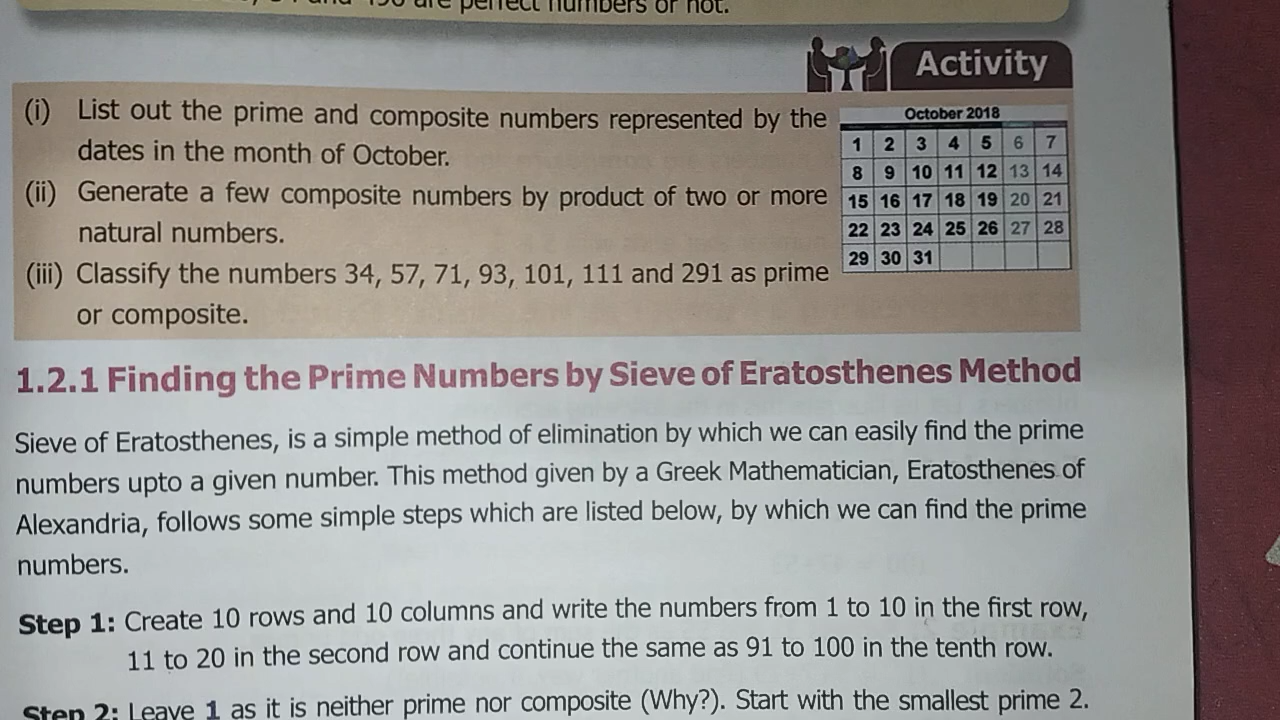 are perfect numbers or not.
Activity
(i) List out the prime and composite numbers represented by the
dates in the month of October.
(ii) Generate a few composite numbers by product of two or more
natural numbers.
(iii) Classify the numbers 34, 57, 71, 93, 101, 111 and 291 as prime
or composite.
October 2018
1 2 3 4 5 6 7
8 9 10 11 12 13 14
15 16 17 18 19 20 21
22 23 24 25 26 27 28
29 30 31
1.2.1 Finding the Prime Numbers by Sieve of Eratosthenes Method
Sieve of Eratosthenes, is a simple method of elimination by which we can easily find the prime
numbers upto a given number. This method given by a Greek Mathematician, Eratosthenes of
Alexandria, follows some simple steps which are listed below, by which we can find the prime
numbers.
Step 1: Create 10 rows and 10 columns and write the numbers from 1 to 10 in the first row,
11 to 20 in the second row and continue the same as 91 to 100 in the tenth row.
Step 2: Leave 1 as it is neither prime nor composite (Why?). Start with the smallest prime 2.